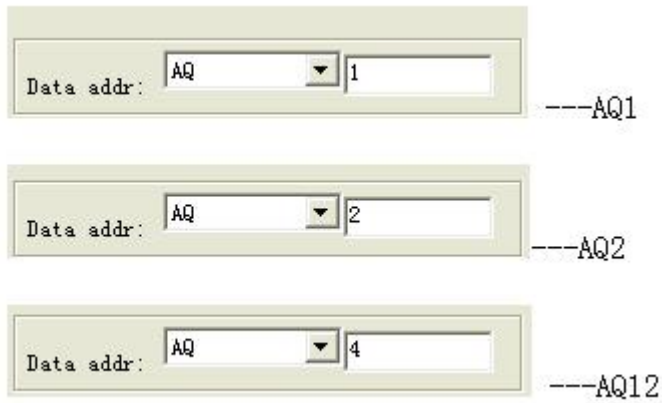 Data addr: AQ 1 ---AQ1
Data addr: AQ 2 ---AQ2
Data addr: AQ 4 ---AQ12